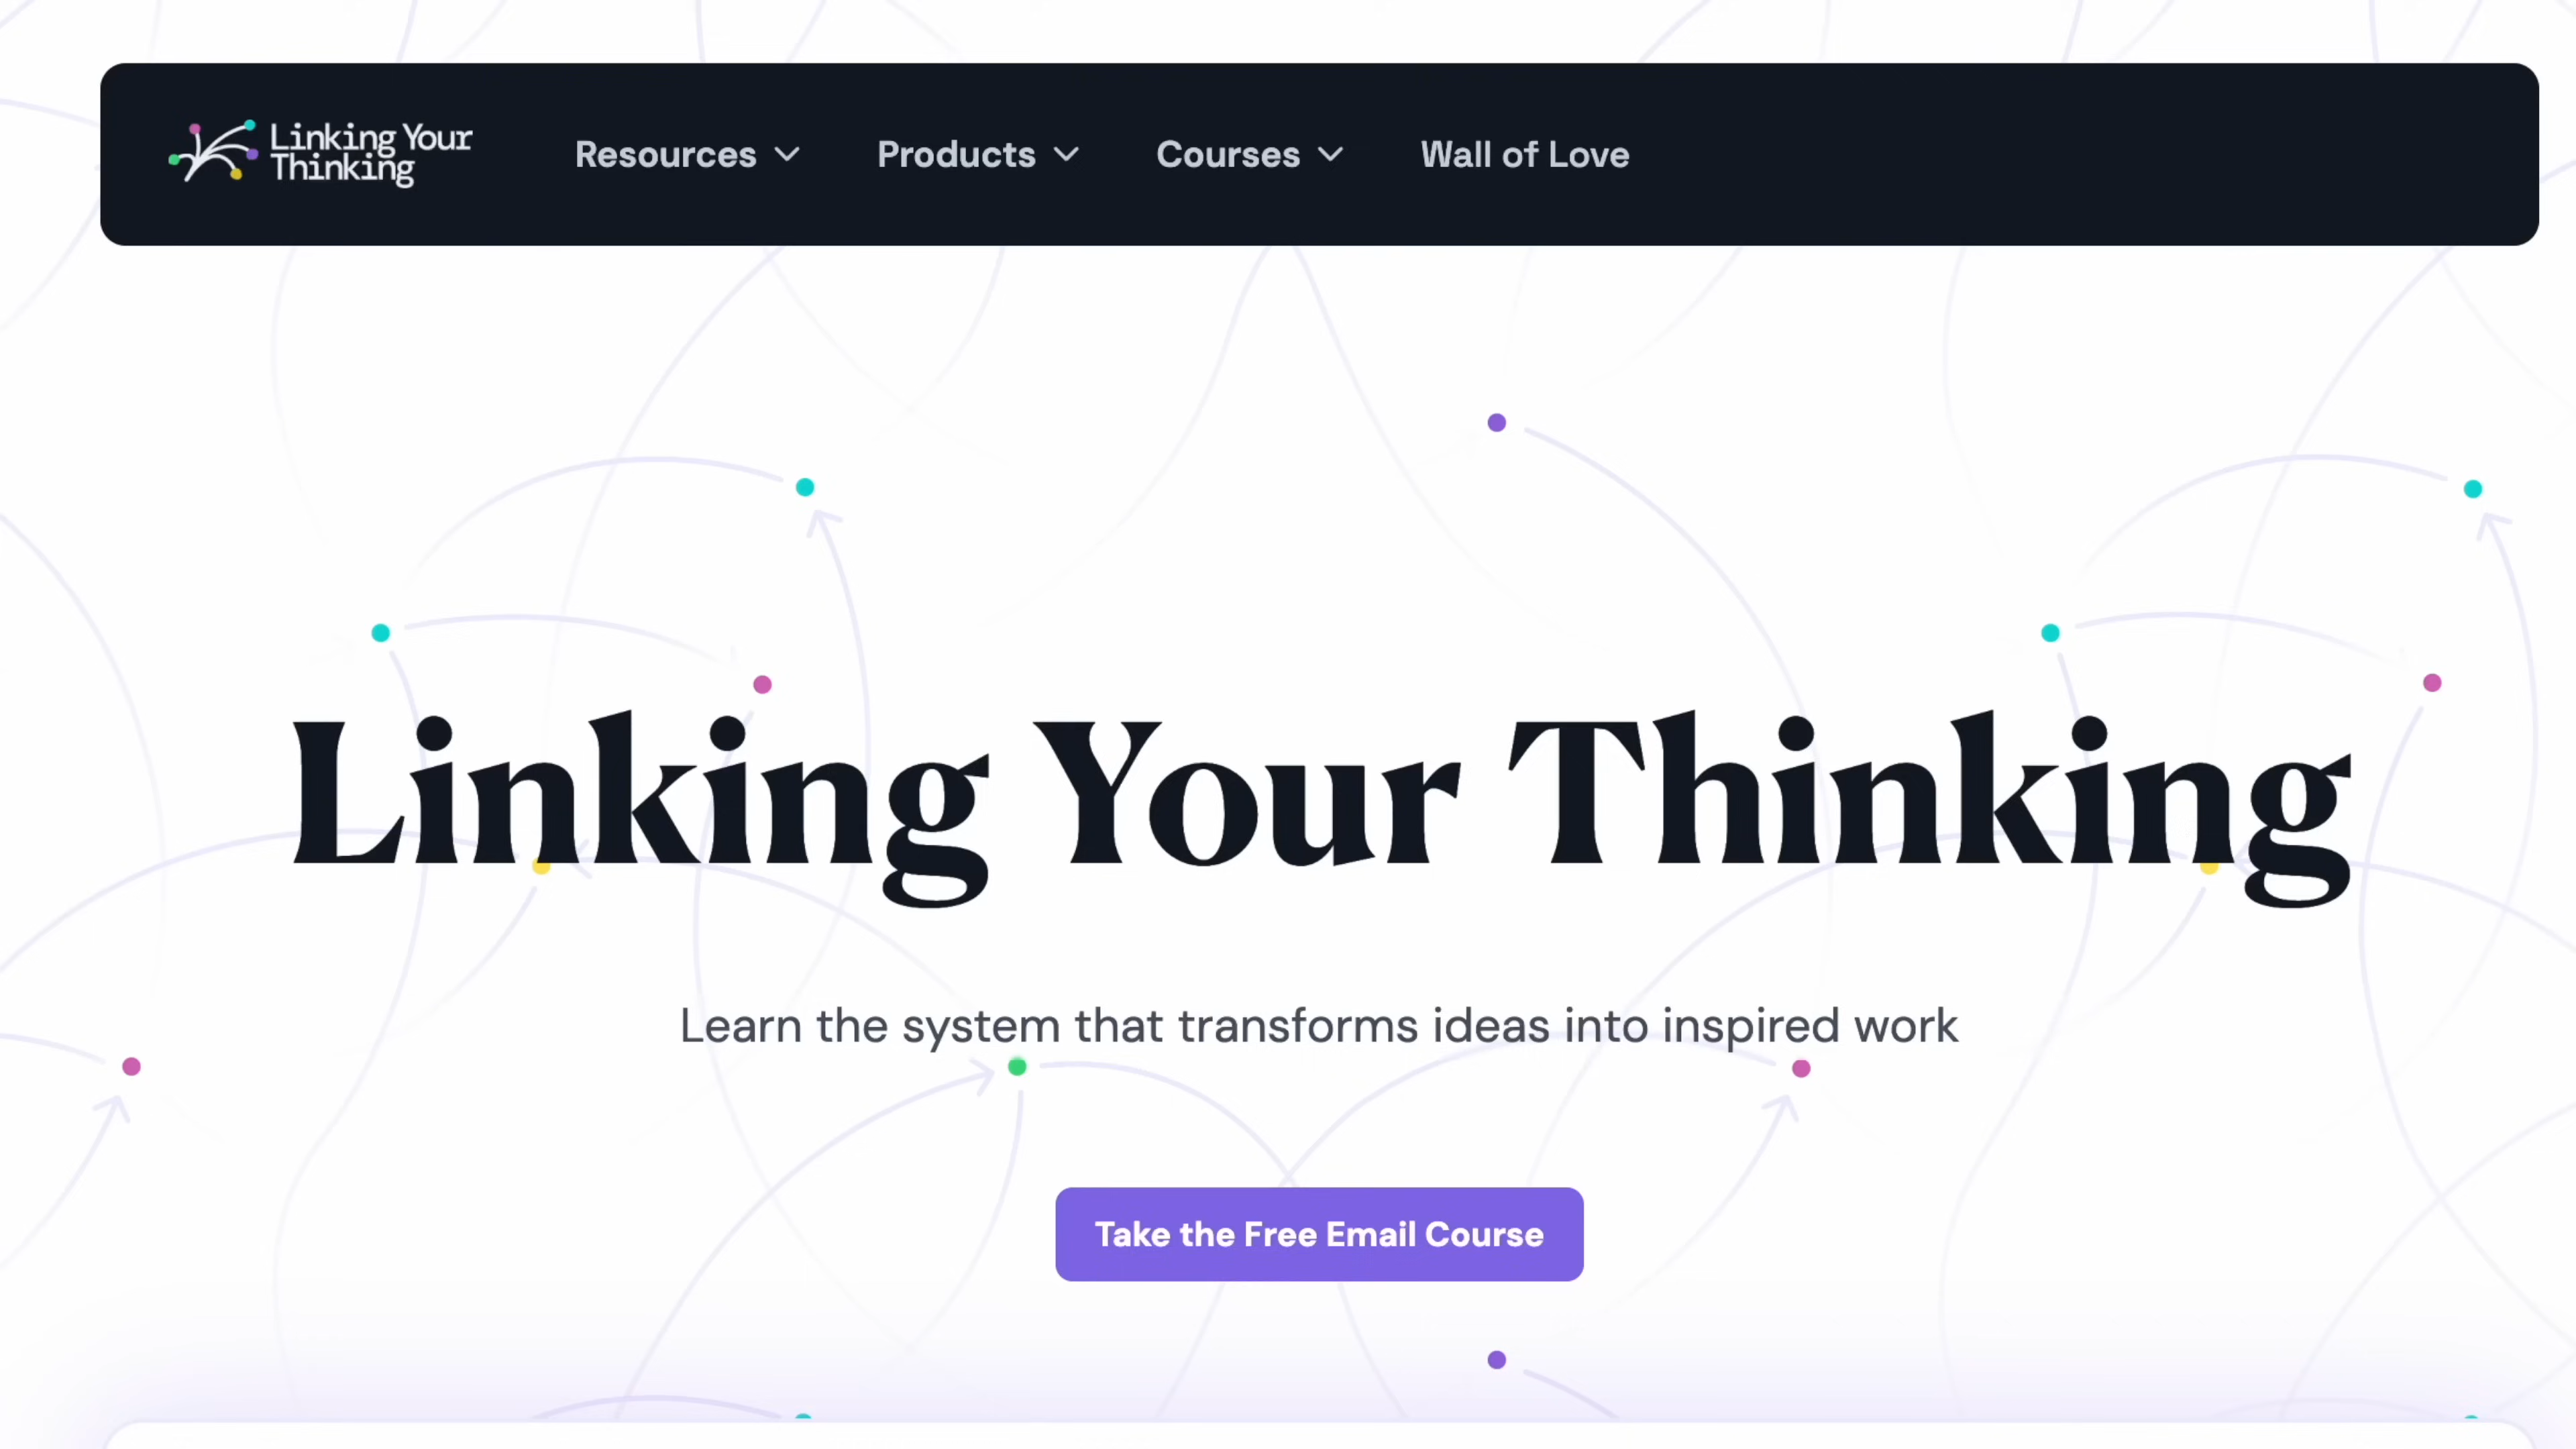 Linking Your
Thinking
Resources
Products
Courses
Wall of Love
Linking Your Thinking
Learn the system that transforms ideas into inspired work
Take the Free Email Course